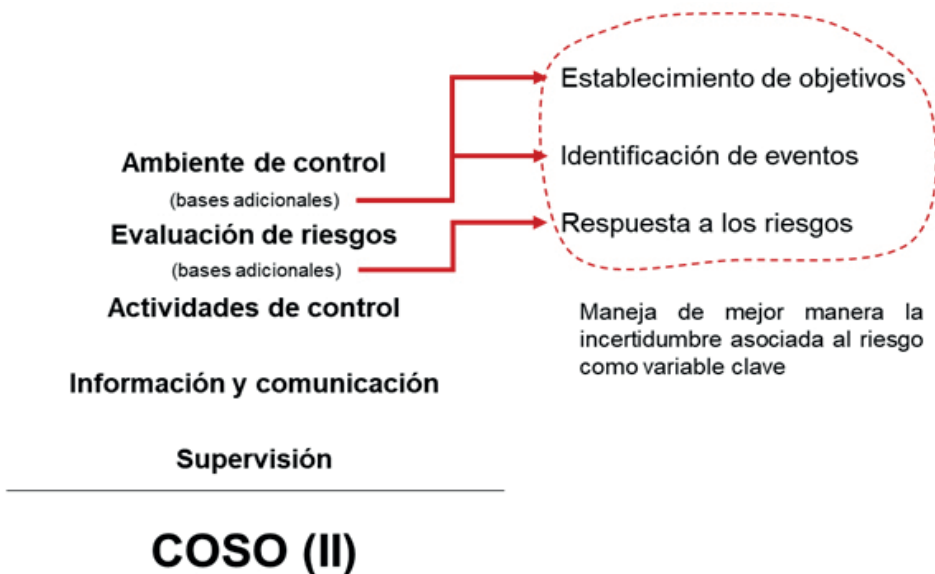 Establecimiento de objetivos
Ambiente de control
Identificación de eventos
(bases adicionales)
Evaluación de riesgos
Respuesta a los riesgos
(bases adicionales)
Actividades de control
Maneja de mejor manera la
incertidumbre asociada al riesgo
como variable clave
Información y comunicación
Supervisión
COSO (II)